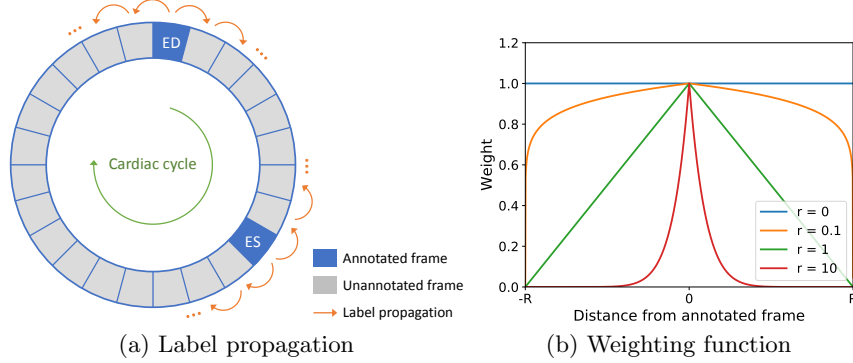 ED
Cardiac cycle
ES
Annotated frame
Unannotated frame
Label propagation
(a) Label propagation
1.2
1.0
0.8
0.6
0.4
0.2
0.0
Weight
r = 0
r = 0.1
r = 1
r = 10
-R 0
Distance from annotated frame
(b) Weighting function